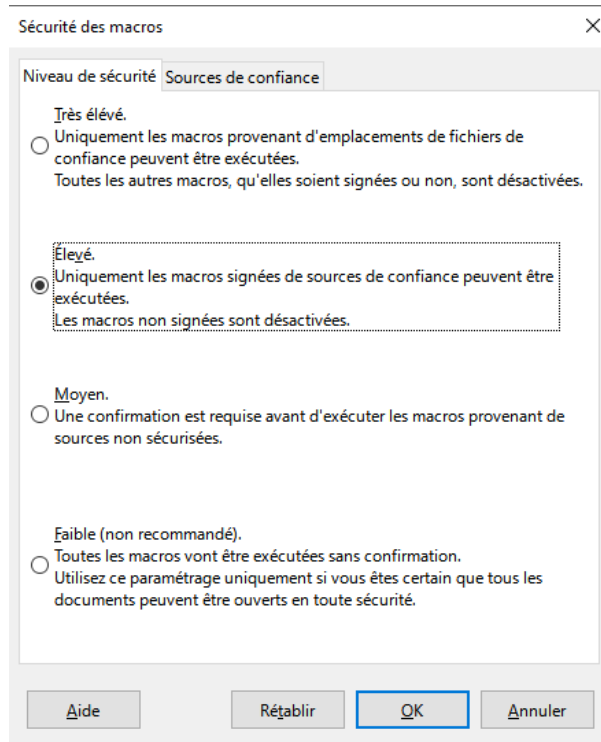 Sécurité des macros
Niveau de sécurité Sources de confiance
Très élévé.
Uniquement les macros provenant d'emplacements de fichiers de
confiance peuvent être exécutées.
Toutes les autres macros, qu'elles soient signées ou non, sont désactivées.
Élevé.
Uniquement les macros signées de sources de confiance peuvent être
exécutées.
Les macros non signées sont désactivées.
Moyen.
Une confirmation est requise avant d'exécuter les macros provenant de
sources non sécurisées.
Faible (non recommandé).
Toutes les macros vont être exécutées sans confirmation.
Utilisez ce paramétrage uniquement si vous êtes certain que tous les
documents peuvent être ouverts en toute sécurité.
Aide Rétablir OK Annuler